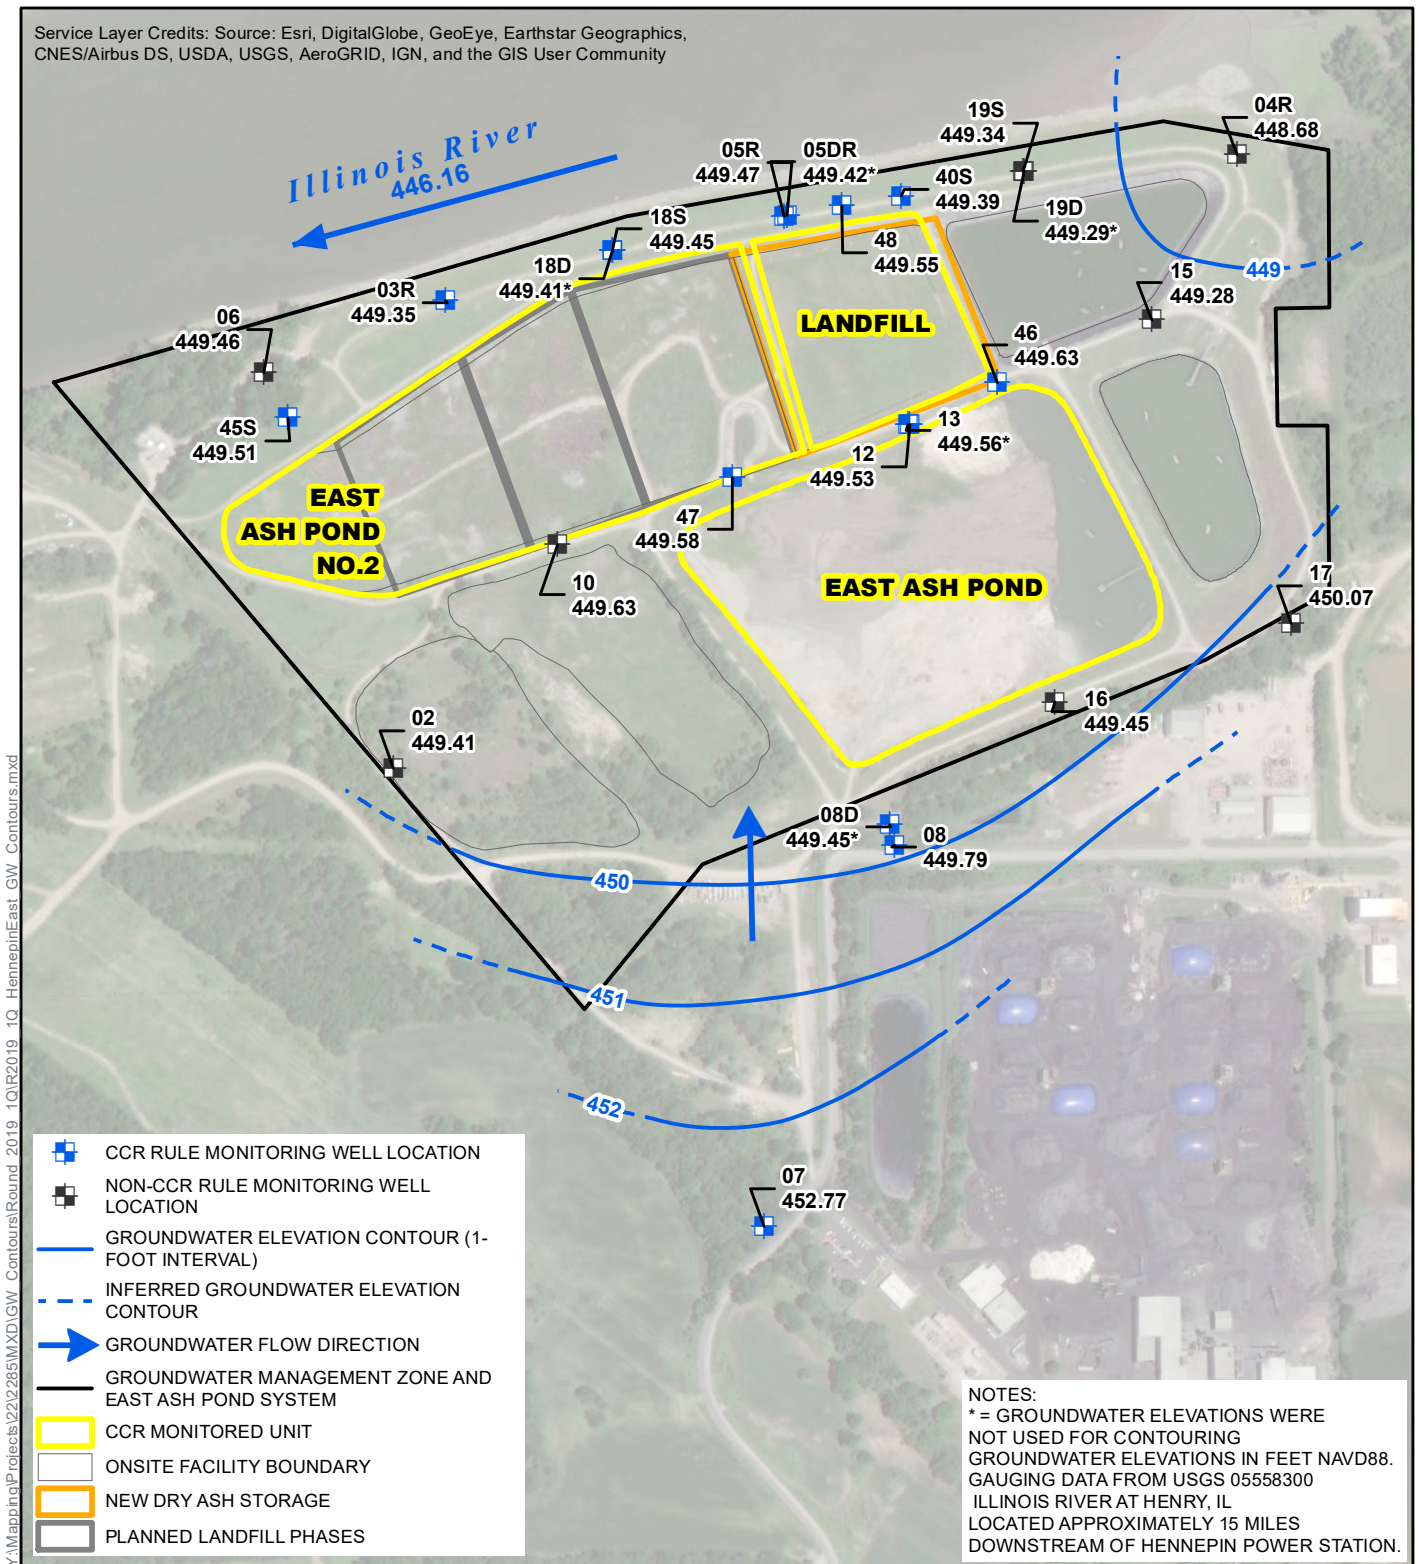 Service Layer Credits: Source: Esri, DigitalGlobe, GeoEye, Earthstar Geographics,
CNES/Airbus DS, USDA, USGS, AeroGRID, IGN, and the GIS User Community
Illinois River
446.16
19S
449.34
04R
448.68
05R
449.47
05DR
449.42*
40S
449.39
19D
449.29*
18S
449.45
48
449.55
18D
449.41*
15
449.28
449
03R
449.35
06
449.46
LANDFILL
46
449.63
45S
449.51
13
449.56*
12
449.53
EAST
ASH POND
NO.2
47
449.58
10
449.63
EAST ASH POND
17
450.07
16
449.45
02
449.41
08D
449.45*
08
449.79
450
451
452
07
452.77
CCR RULE MONITORING WELL LOCATION
NON-CCR RULE MONITORING WELL
LOCATION
GROUNDWATER ELEVATION CONTOUR (1-
FOOT INTERVAL)
INFERRED GROUNDWATER ELEVATION
CONTOUR
GROUNDWATER FLOW DIRECTION
GROUNDWATER MANAGEMENT ZONE AND
EAST ASH POND SYSTEM
CCR MONITORED UNIT
ONSITE FACILITY BOUNDARY
NEW DRY ASH STORAGE
PLANNED LANDFILL PHASES
NOTES:
* = GROUNDWATER ELEVATIONS WERE
NOT USED FOR CONTOURING
GROUNDWATER ELEVATIONS IN FEET NAVD88.
GAUGING DATA FROM USGS 05558300
ILLINOIS RIVER AT HENRY, IL
LOCATED APPROXIMATELY 15 MILES
DOWNSTREAM OF HENNEPIN POWER STATION.
Y:\Mapping\Projects\22\2285\MXD\GW_Contours\Round_2019_1Q\R2019_1Q_HennepinEast_GW_Contours.mxd